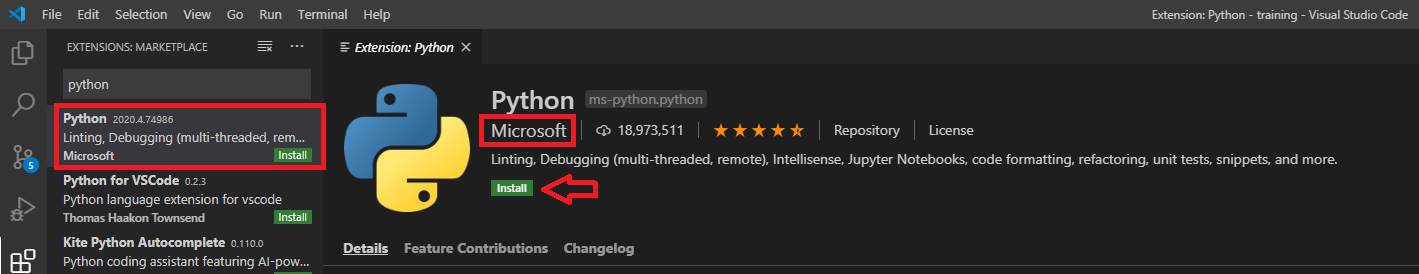 File Edit Selection View Go Run Terminal Help
Extension: Python - training - Visual Studio Code
EXTENSIONS: MARKETPLACE
python
Python 2020.4.74986
Linting, Debugging (multi-threaded, rem...
Microsoft Install
Python for VSCode 0.2.3
Python language extension for vscode
Thomas Haakon Townsend Install
Kite Python Autocomplete 0.110.0
Python coding assistant featuring AI-pow...
5
Extension: Python
Python ms-python.python
Microsoft 18,973,511 Repository License
Linting, Debugging (multi-threaded, remote), Intellisense, Jupyter Notebooks, code formatting, refactoring, unit tests, snippets, and more.
Install
Details Feature Contributions Changelog